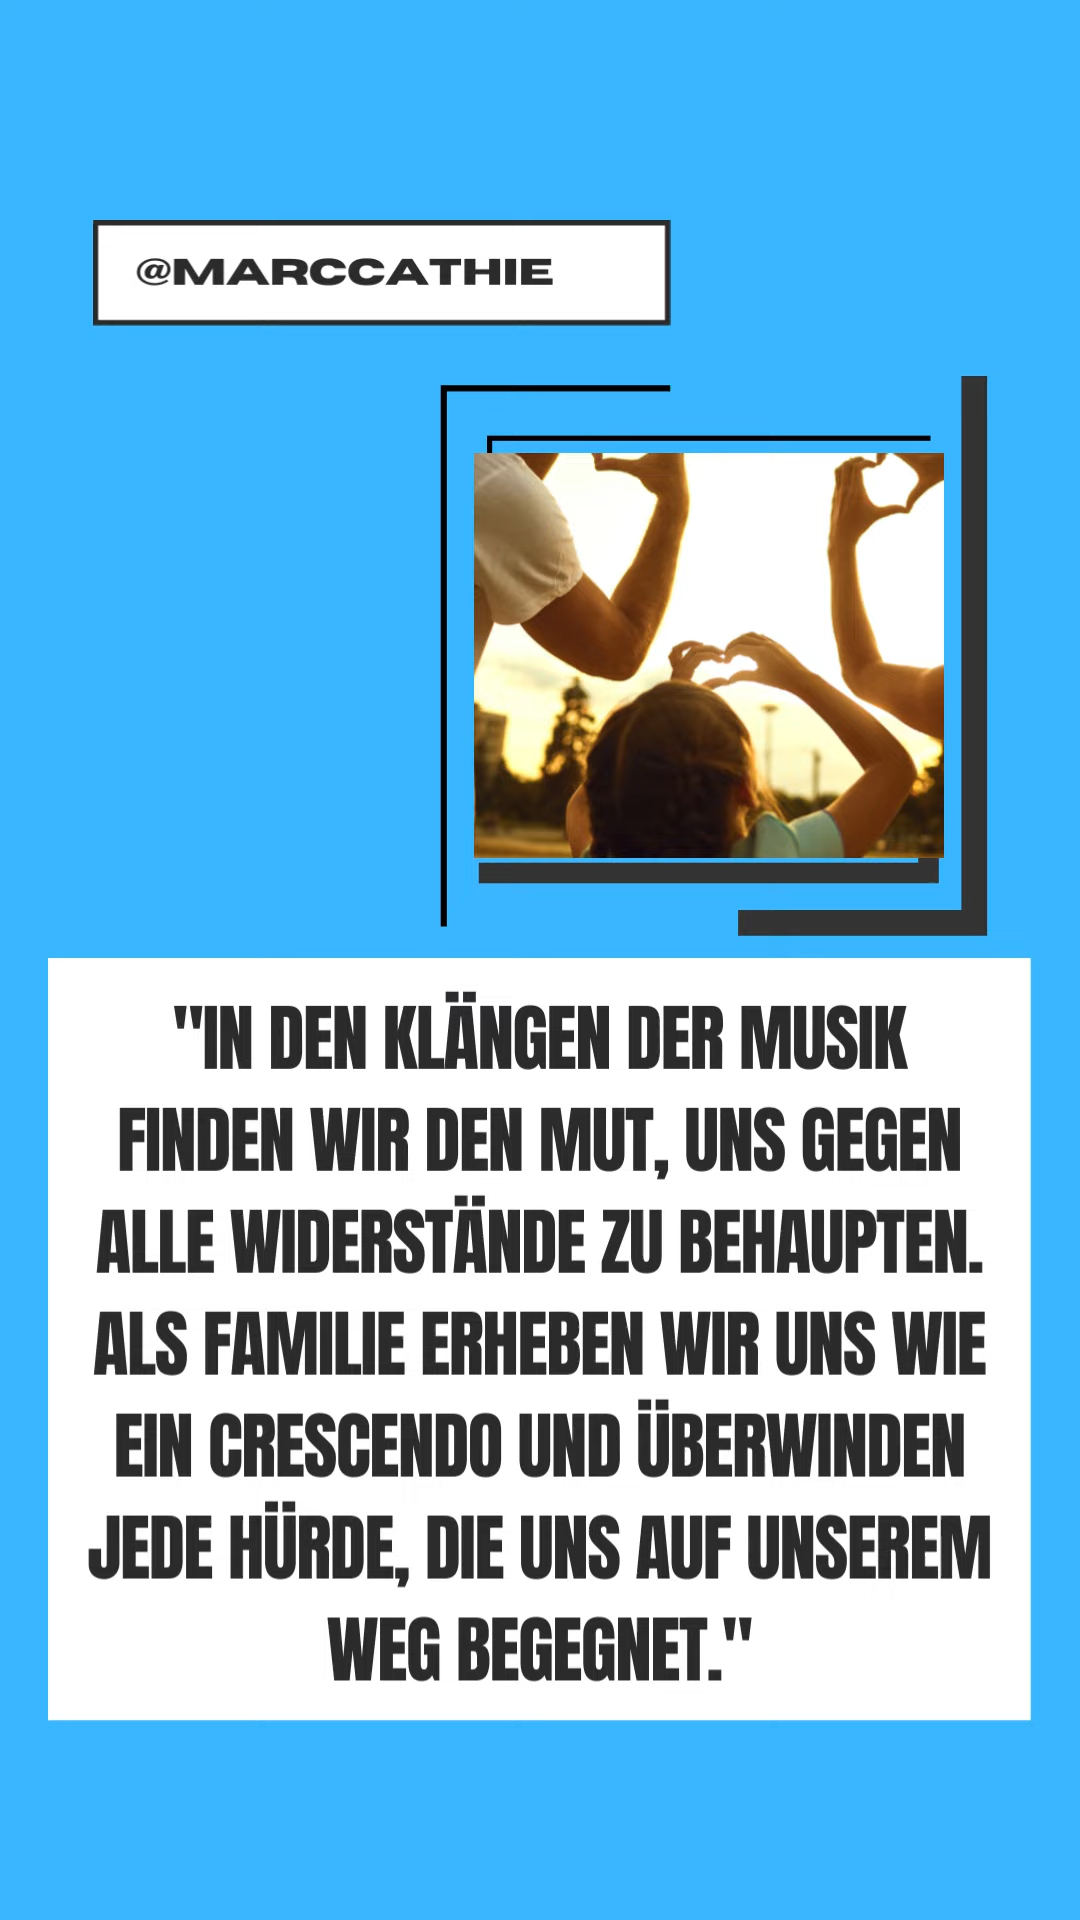 @MARCCATHIE
"IN DEN KLÄNGEN DER MUSIK
FINDEN WIR DEN MUT, UNS GEGEN
ALLE WIDERSTÄNDE ZU BEHAUPTEN.
ALS FAMILIE ERHEBEN WIR UNS WIE
EIN CRESCENDO UND ÜBERWINDEN
JEDE HÜRDE, DIE UNS AUF UNSEREM
WEG BEGEGNET."